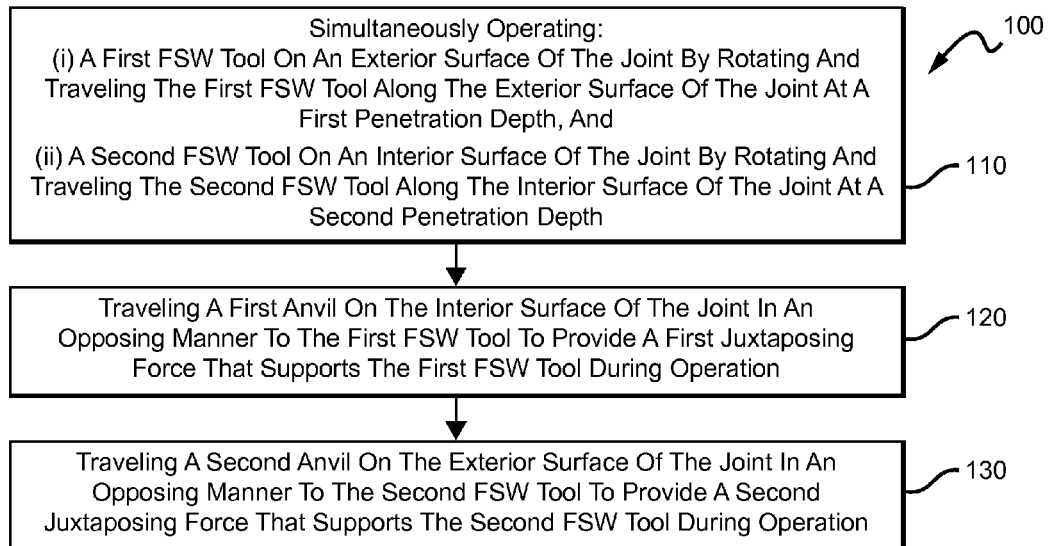 Simultaneously Operating:
(i) A First FSW Tool On An Exterior Surface Of The Joint By Rotating And
Traveling The First FSW Tool Along The Exterior Surface Of The Joint At A
First Penetration Depth, And
(ii) A Second FSW Tool On An Interior Surface Of The Joint By Rotating And
Traveling The Second FSW Tool Along The Interior Surface Of The Joint At A
Second Penetration Depth
100
110
Traveling A First Anvil On The Interior Surface Of The Joint In An
Opposing Manner To The First FSW Tool To Provide A First Juxtaposing
Force That Supports The First FSW Tool During Operation
120
Traveling A Second Anvil On The Exterior Surface Of The Joint In An
Opposing Manner To The Second FSW Tool To Provide A Second
Juxtaposing Force That Supports The Second FSW Tool During Operation
130